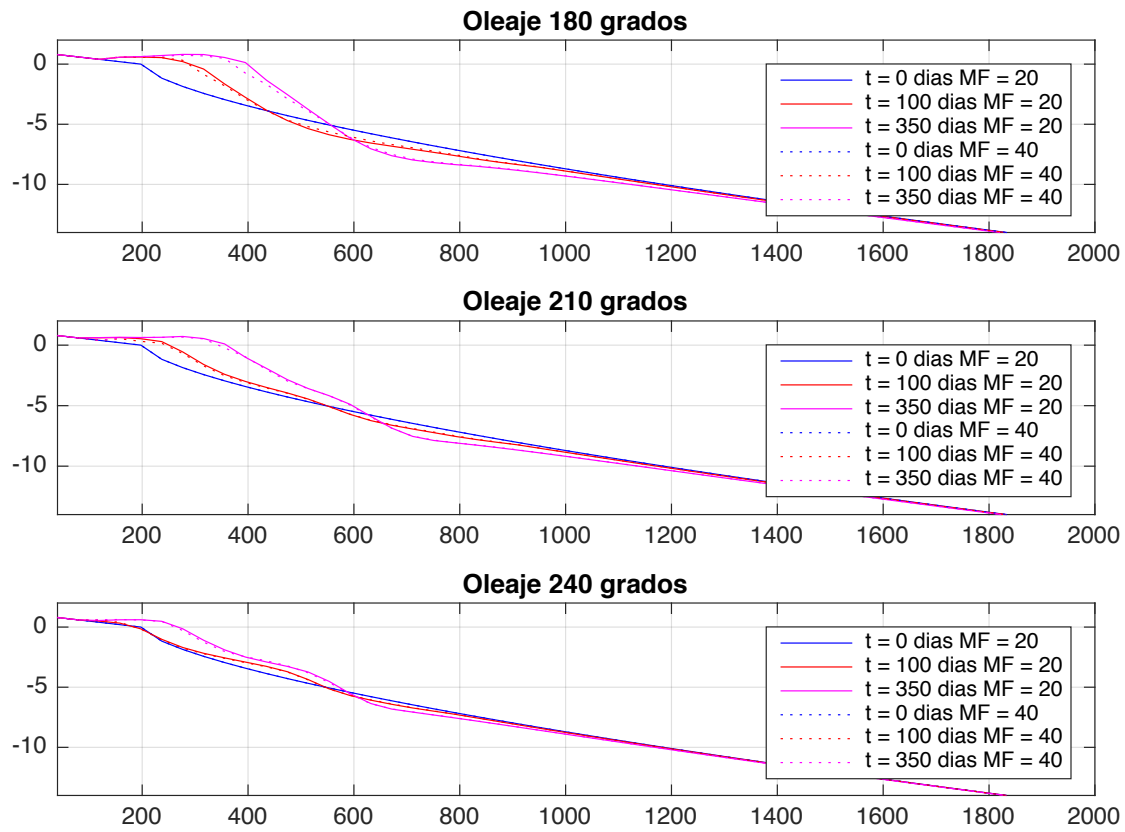 Oleaje 180 grados
0
-5
-10
t = 0 dias MF = 20
t = 100 dias MF = 20
t = 350 dias MF = 20
t = 0 dias MF = 40
t = 100 dias MF = 40
t = 350 dias MF = 40
200 400 600 800 1000 1200 1400 1600 1800 2000
Oleaje 210 grados
0
-5
-10
t = 0 dias MF = 20
t = 100 dias MF = 20
t = 350 dias MF = 20
t = 0 dias MF = 40
t = 100 dias MF = 40
t = 350 dias MF = 40
200 400 600 800 1000 1200 1400 1600 1800 2000
Oleaje 240 grados
0
-5
-10
t = 0 dias MF = 20
t = 100 dias MF = 20
t = 350 dias MF = 20
t = 0 dias MF = 40
t = 100 dias MF = 40
t = 350 dias MF = 40
200 400 600 800 1000 1200 1400 1600 1800 2000